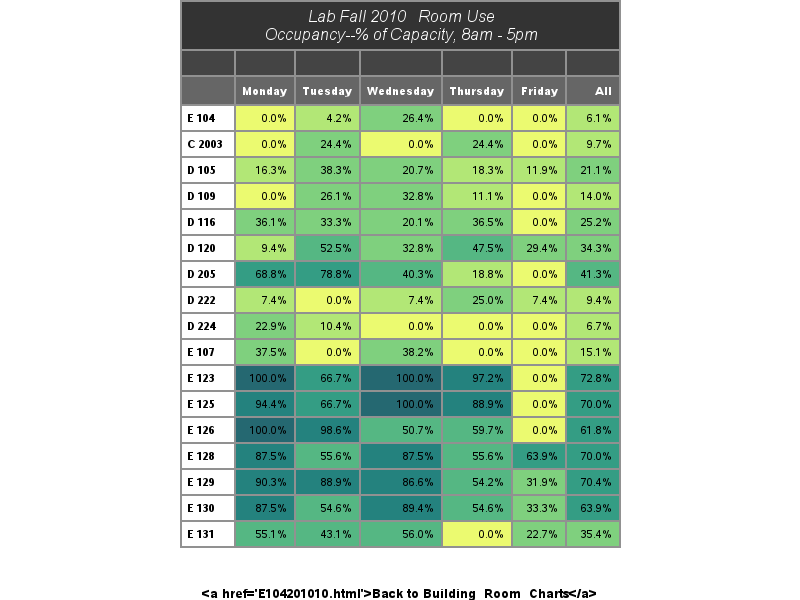 Lab Fall 2010 Room Use
Occupancy--% of Capacity, 8am - 5pm
Monday Tuesday Wednesday Thursday Friday All
E 104 0.0% 4.2% 26.4% 0.0% 0.0% 6.1%
C 2003 0.0% 24.4% 0.0% 24.4% 0.0% 9.7%
D 105 16.3% 38.3% 20.7% 18.3% 11.9% 21.1%
D 109 0.0% 26.1% 32.8% 11.1% 0.0% 14.0%
D 116 36.1% 33.3% 20.1% 36.5% 0.0% 25.2%
D 120 9.4% 52.5% 32.8% 47.5% 29.4% 34.3%
D 205 68.8% 78.8% 40.3% 18.8% 0.0% 41.3%
D 222 7.4% 0.0% 7.4% 25.0% 7.4% 9.4%
D 224 22.9% 10.4% 0.0% 0.0% 0.0% 6.7%
E 107 37.5% 0.0% 38.2% 0.0% 0.0% 15.1%
E 123 100.0% 66.7% 100.0% 97.2% 0.0% 72.8%
E 125 94.4% 66.7% 100.0% 88.9% 0.0% 70.0%
E 126 100.0% 98.6% 50.7% 59.7% 0.0% 61.8%
E 128 87.5% 55.6% 87.5% 55.6% 63.9% 70.0%
E 129 90.3% 88.9% 86.6% 54.2% 31.9% 70.4%
E 130 87.5% 54.6% 89.4% 54.6% 33.3% 63.9%
E 131 55.1% 43.1% 56.0% 0.0% 22.7% 35.4%
<a href='E104201010.html'>Back to Building_Room_Charts</a>